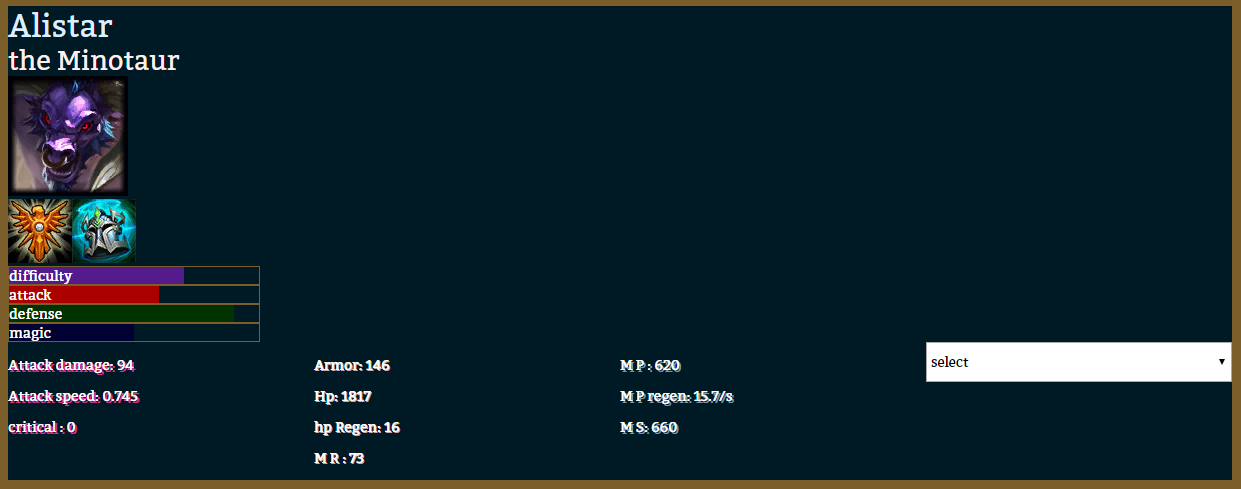 Alistar
the Minotaur
difficulty
attack
defense
magic
Attack damage: 94
Attack speed: 0.745
critical : 0
Armor: 146
Hp: 1817
hp Regen: 16
M R : 73
M P : 620
M P regen: 15.7/s
M S: 660
select